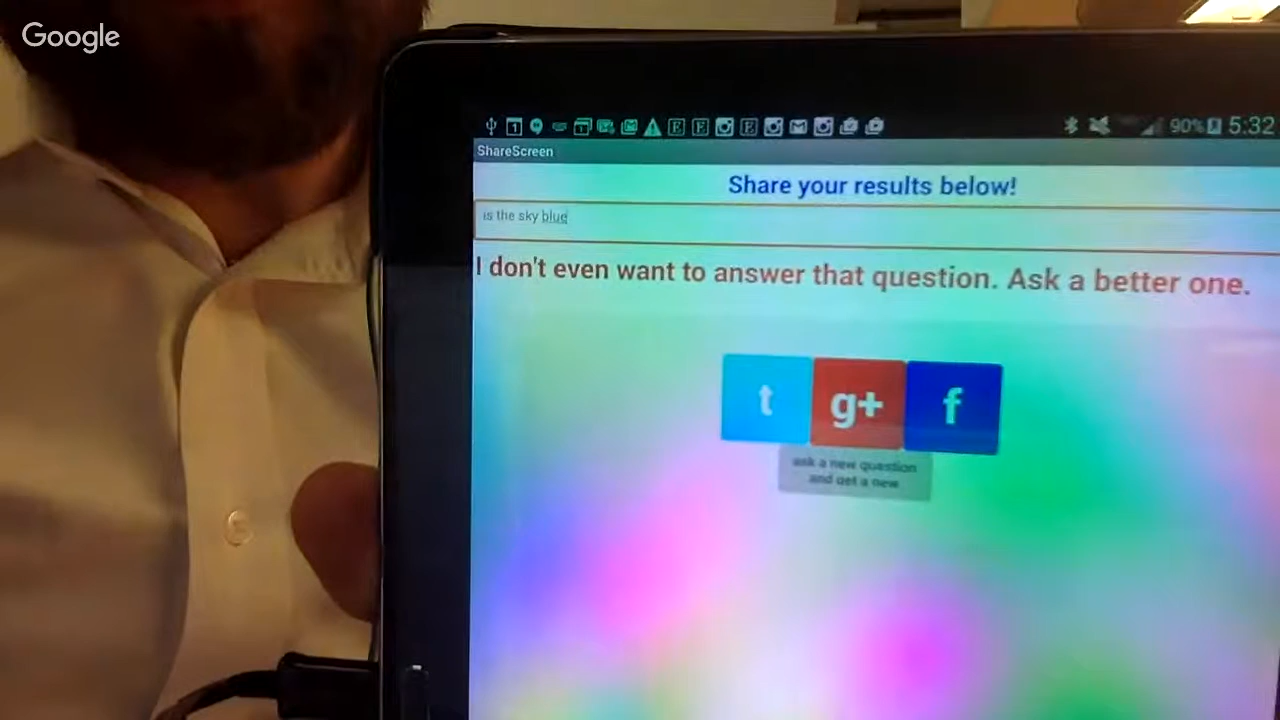 Google
90% 5:32
ShareScreen
Share your results below!
is the sky blue
I don't even want to answer that question. Ask a better one.
t g+ f
ask a new question
and get a new